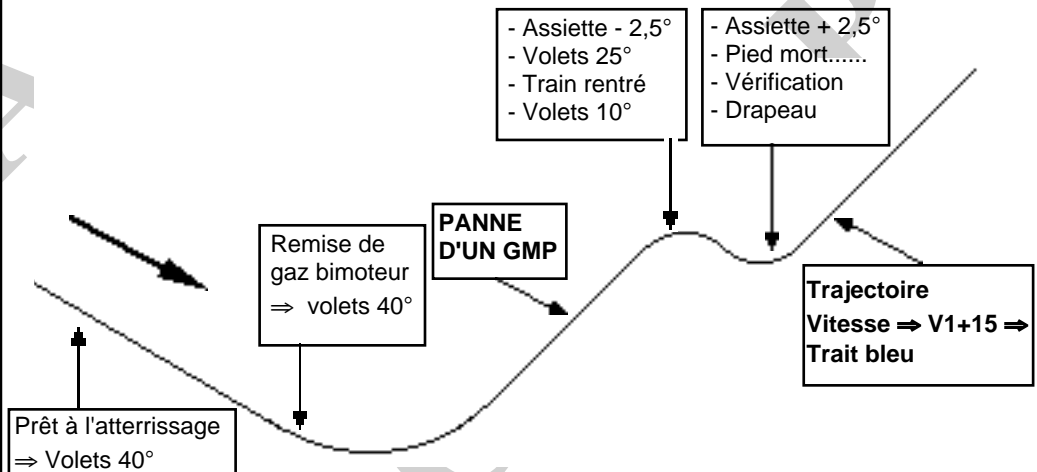 - Assiette - 2,5°
- Volets 25°
- Train rentré
- Volets 10°
- Assiette + 2,5°
- Pied mort......
- Vérification
- Drapeau
PANNE
D'UN GMP
Remise de
gaz bimoteur
⇒ volets 40°
Trajectoire
Vitesse ⇒ V1+15 ⇒
Trait bleu
Prêt à l'atterrissage
⇒ Volets 40°